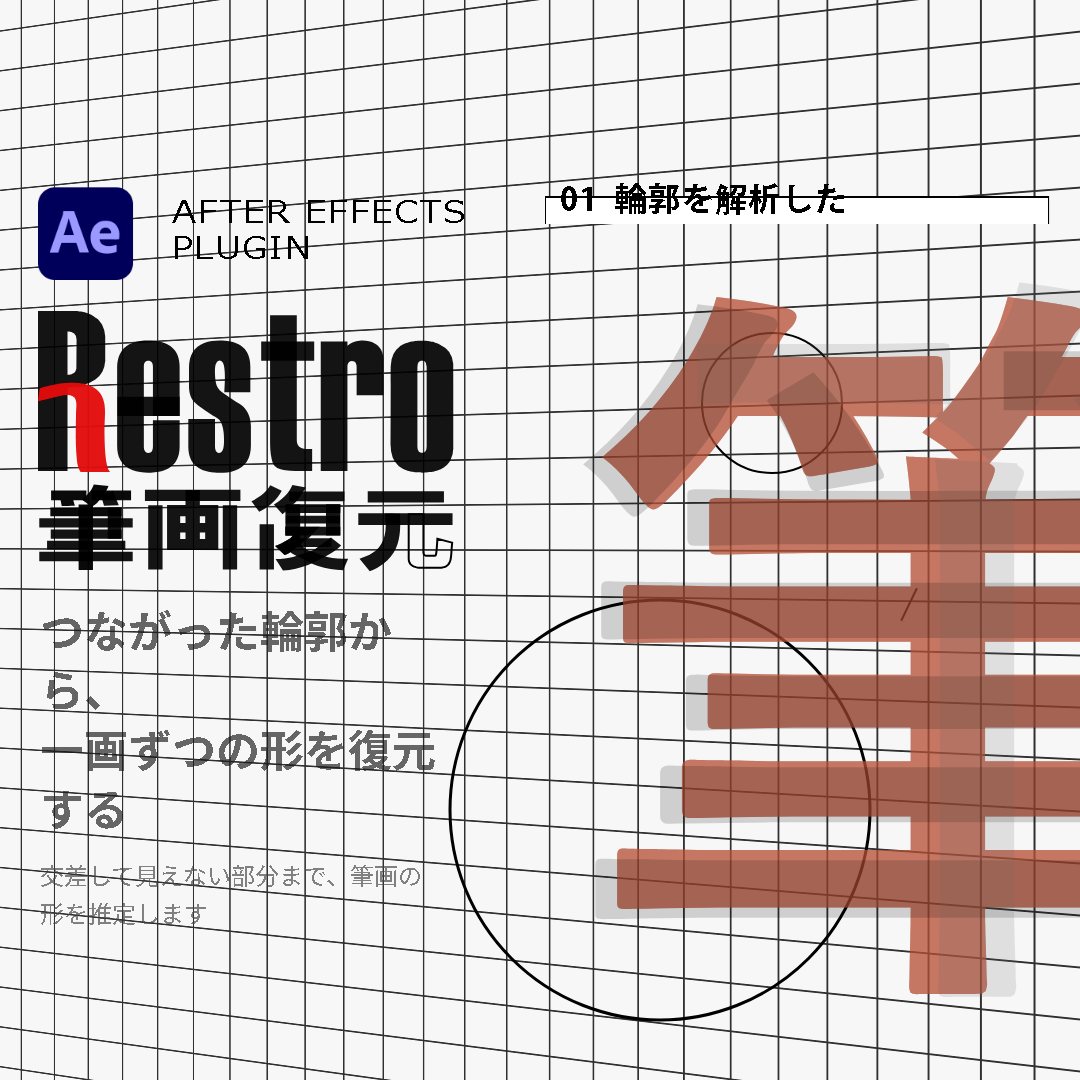 Ae
AFTER EFFECTS
PLUGIN
01 輪郭を解析した
Restro
筆画復元
つながった輪郭か
ら、
一画ずつの形を復元
する
交差して見えない部分まで、筆画の
形を推定します
筆